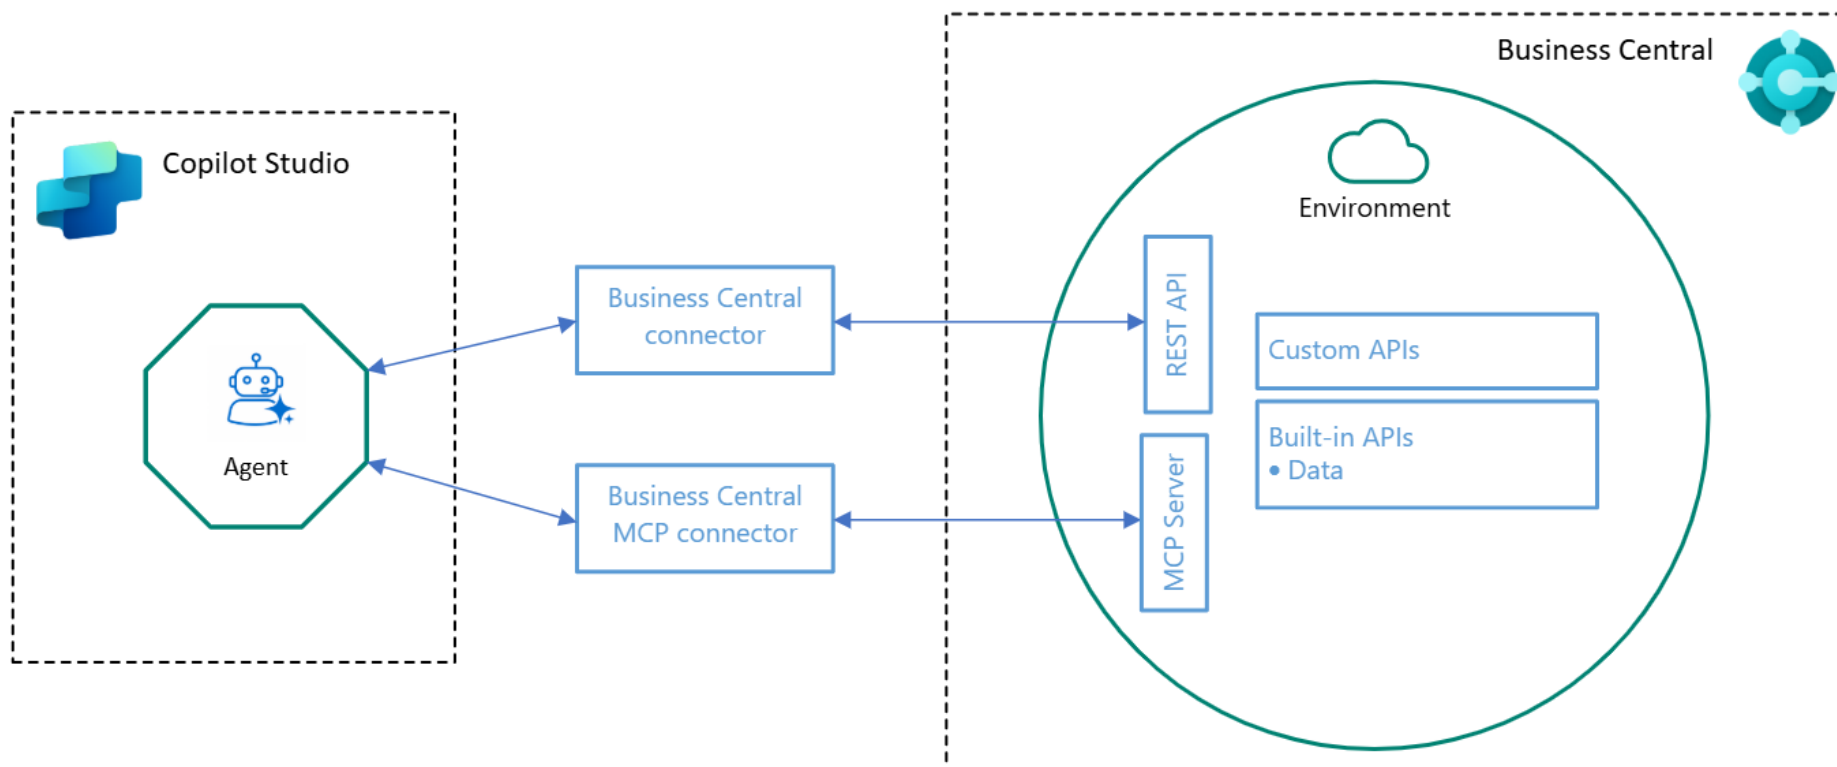 Business Central
Copilot Studio
Environment
Business Central
connector
REST API
Custom APIs
Built-in APIs
• Data
Agent
Business Central
MCP connector
MCP Server